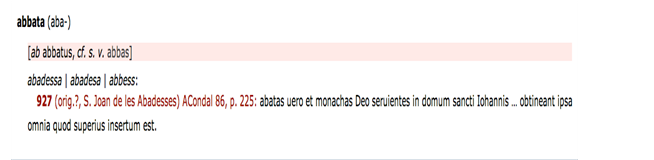 abbata (aba-)
[ab abbatus, cf. s. v. abbas]
abadessa | abadesa | abbess:
927 (orig.?, S. Joan de les Abadesses) ACondal 86, p. 225: abatas uero et monachas Deo seruientes in domum sancti Iohannis ... obtineant ipsa
omnia quod superius insertum est.